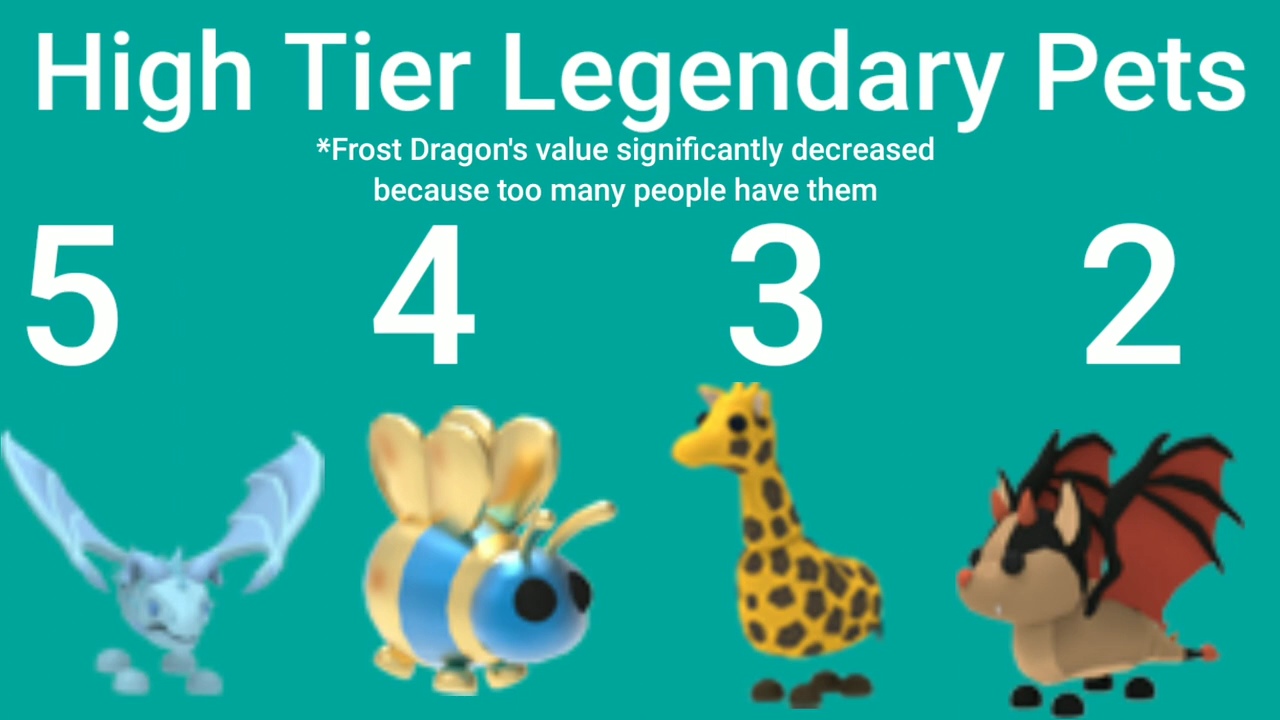 High Tier Legendary Pets
*Frost Dragon's value significantly decreased
because too many people have them
5 4 3 2